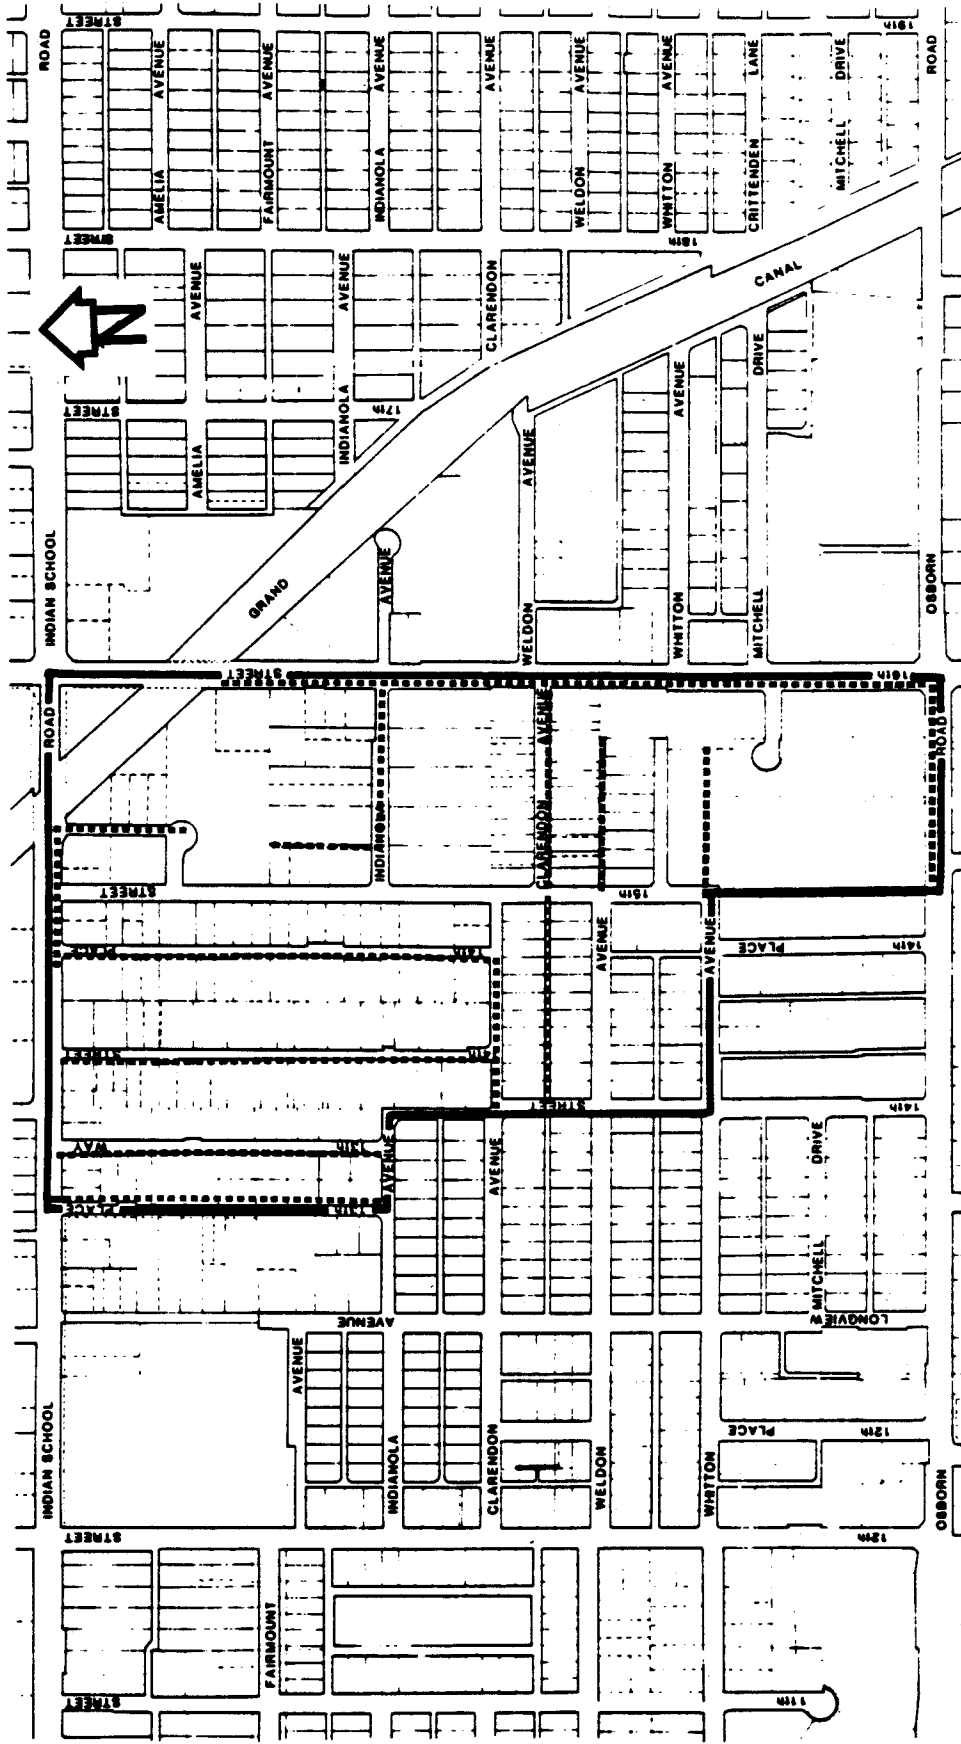 STREET
19th
ROAD
AVENUE
AVENUE
AVENUE
AVENUE
AVENUE
AVENUE
LANE
DRIVE
ROAD
AMELIA
FAIRMOUNT
INDIANOLA
WELDON
WHITTON
CRITTENDEN
MITCHELL
STREET
18th
CANAL
AVENUE
AVENUE
CLARENDON
N
DRIVE
AVENUE
STREET
17th
INDIANOLA
AMELIA
AVENUE
INDIAN SCHOOL
GRAND
AVENUE
OSBORN
WELDON
WHITTON
MITCHELL
STREET
16th
ROAD
AVENUE
ROAD
INDIANOLA
CLARENDON
STREET
15th
AVENUE
AVENUE
PLACE
14th
PLACE
14th
STREET
14th
STREET
14th
WAY
13th
AVENUE
AVENUE
DRIVE
PLACE
13th
MITCHELL
AVENUE
LONGVIEW
AVENUE
INDIAN SCHOOL
INDIANOLA
CLARENDON
WELDON
WHITTON
PLACE
12th
OSBORN
STREET
12th
FAIRMOUNT
STREET
11th